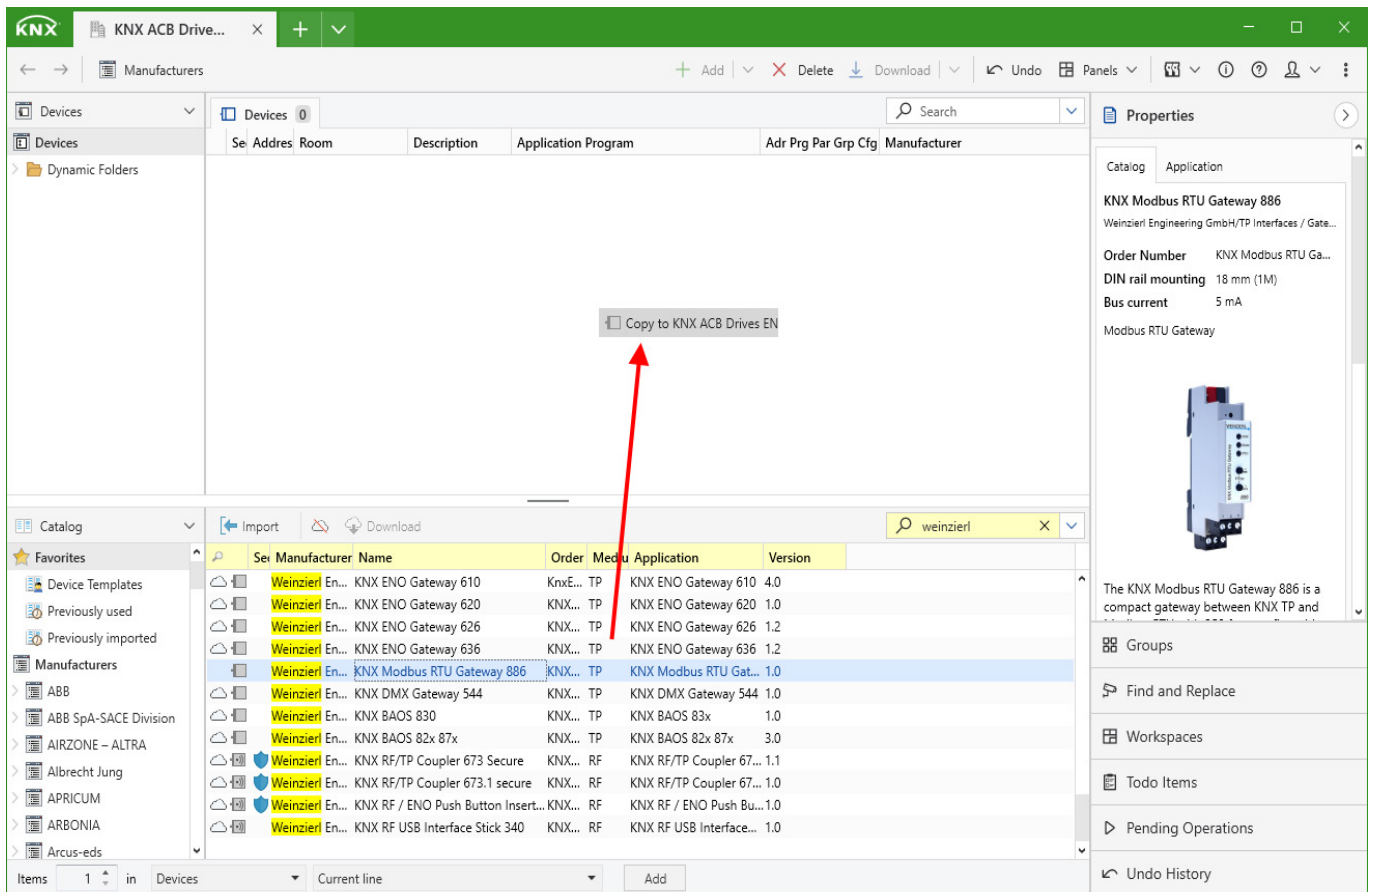 KNX KNX ACB Drive...
Manufacturers Add Delete Download Undo Panels
Devices
Devices
Dynamic Folders
Devices 0 Search
Se Addres Room Description Application Program Adr Prg Par Grp Cfg Manufacturer
Copy to KNX ACB Drives EN
Properties
Catalog Application
KNX Modbus RTU Gateway 886
Weinzierl Engineering GmbH/TP Interfaces / Gate...
Order Number KNX Modbus RTU Ga...
DIN rail mounting 18 mm (1M)
Bus current 5 mA
Modbus RTU Gateway
The KNX Modbus RTU Gateway 886 is a
compact gateway between KNX TP and
Groups
Find and Replace
Workspaces
Todo Items
Pending Operations
Undo History
Catalog
Favorites
Device Templates
Previously used
Previously imported
Manufacturers
ABB
ABB SpA-SACE Division
AIRZONE – ALTRA
Albrecht Jung
APRICUM
ARBONIA
Arcus-eds
Import Download weinzierl
Se Manufacturer Name Order Mediu Application Version
Weinzierl En... KNX ENO Gateway 610 KnxE... TP KNX ENO Gateway 610 4.0
Weinzierl En... KNX ENO Gateway 620 KNX... TP KNX ENO Gateway 620 1.0
Weinzierl En... KNX ENO Gateway 626 KNX... TP KNX ENO Gateway 626 1.2
Weinzierl En... KNX ENO Gateway 636 KNX... TP KNX ENO Gateway 636 1.2
Weinzierl En... KNX Modbus RTU Gateway 886 KNX... TP KNX Modbus RTU Gat... 1.0
Weinzierl En... KNX DMX Gateway 544 KNX... TP KNX DMX Gateway 544 1.0
Weinzierl En... KNX BAOS 830 KNX... TP KNX BAOS 83x 1.0
Weinzierl En... KNX BAOS 82x 87x KNX... TP KNX BAOS 82x 87x 3.0
Weinzierl En... KNX RF/TP Coupler 673 Secure KNX... RF KNX RF/TP Coupler 67... 1.1
Weinzierl En... KNX RF/TP Coupler 673.1 secure KNX... RF KNX RF/TP Coupler 67... 1.0
Weinzierl En... KNX RF / ENO Push Button Insert... KNX... RF KNX RF / ENO Push Bu... 1.0
Weinzierl En... KNX RF USB Interface Stick 340 KNX... RF KNX RF USB Interface... 1.0
Items 1 in Devices Current line Add